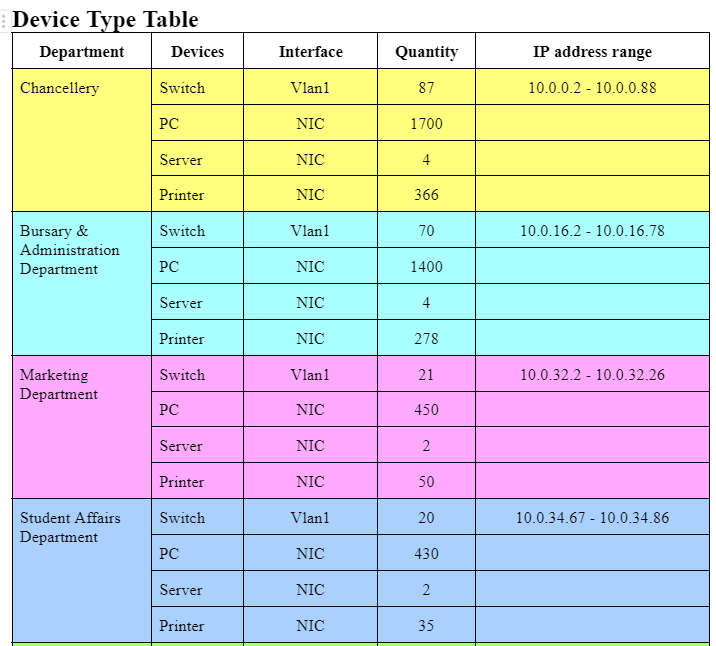 Device Type Table
Department Devices Interface Quantity IP address range
Chancellery Switch Vlan1 87 10.0.0.2 - 10.0.0.88
PC NIC 1700
Server NIC 4
Printer NIC 366
Bursary & Administration Department Switch Vlan1 70 10.0.16.2 - 10.0.16.78
PC NIC 1400
Server NIC 4
Printer NIC 278
Marketing Department Switch Vlan1 21 10.0.32.2 - 10.0.32.26
PC NIC 450
Server NIC 2
Printer NIC 50
Student Affairs Department Switch Vlan1 20 10.0.34.67 - 10.0.34.86
PC NIC 430
Server NIC 2
Printer NIC 35